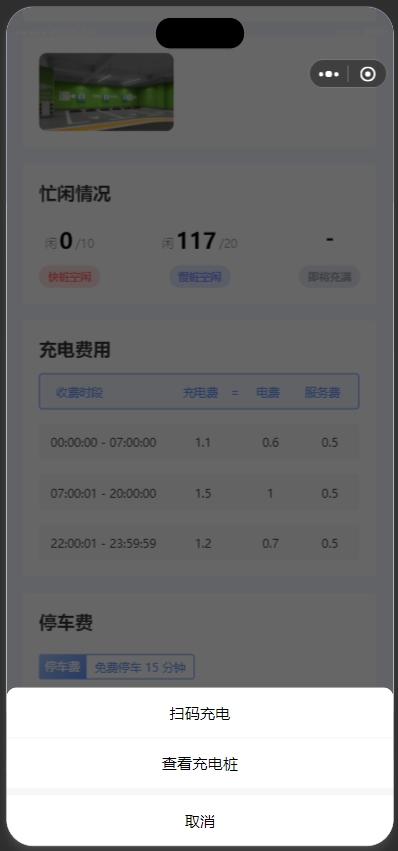 忙闲情况
闲0/10 闲117/20 -
快桩空闲 慢桩空闲 即将充满
充电费用
收费时段 充电费 = 电费 服务费
00:00:00 - 07:00:00 1.1 0.6 0.5
07:00:01 - 20:00:00 1.5 1 0.5
22:00:01 - 23:59:59 1.2 0.7 0.5
停车费
停车费 免费停车 15 分钟
扫码充电
查看充电桩
取消